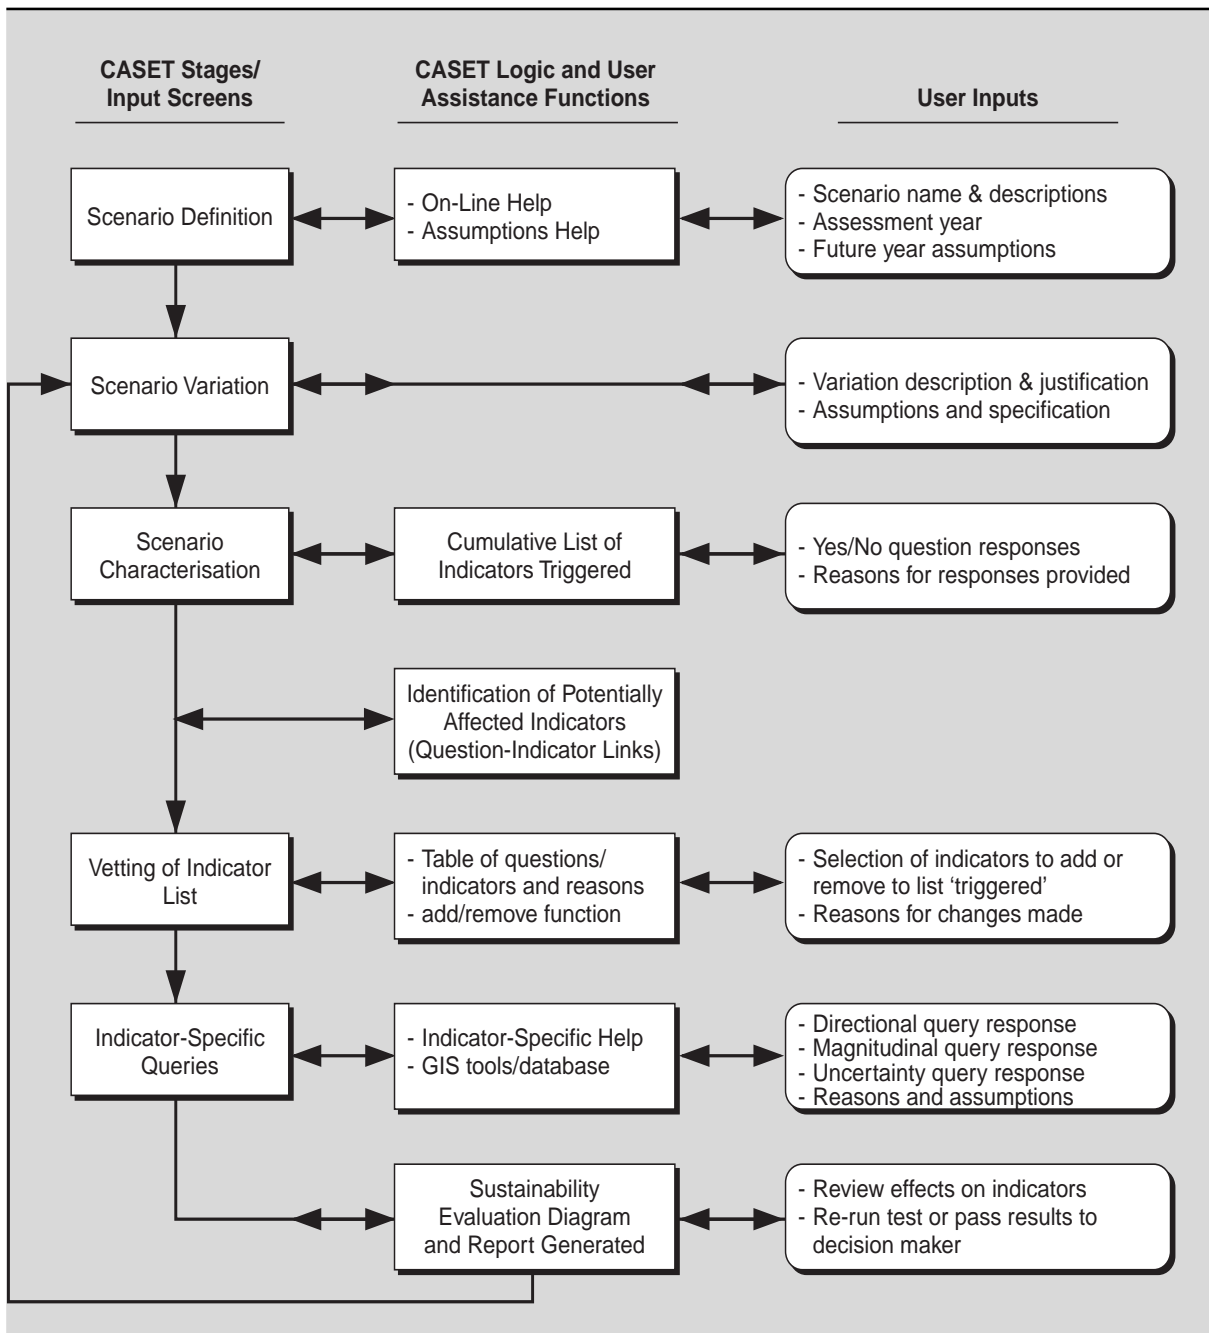 CASET Stages/
Input Screens
CASET Logic and User
Assistance Functions
User Inputs
Scenario Definition
- On-Line Help
- Assumptions Help
- Scenario name & descriptions
- Assessment year
- Future year assumptions
Scenario Variation
- Variation description & justification
- Assumptions and specification
Scenario
Characterisation
Cumulative List of
Indicators Triggered
- Yes/No question responses
- Reasons for responses provided
Identification of Potentially
Affected Indicators
(Question-Indicator Links)
Vetting of Indicator
List
- Table of questions/
indicators and reasons
- add/remove function
- Selection of indicators to add or
remove to list ‘triggered’
- Reasons for changes made
Indicator-Specific
Queries
- Indicator-Specific Help
- GIS tools/database
- Directional query response
- Magnitudinal query response
- Uncertainty query response
- Reasons and assumptions
Sustainability
Evaluation Diagram
and Report Generated
- Review effects on indicators
- Re-run test or pass results to
decision maker